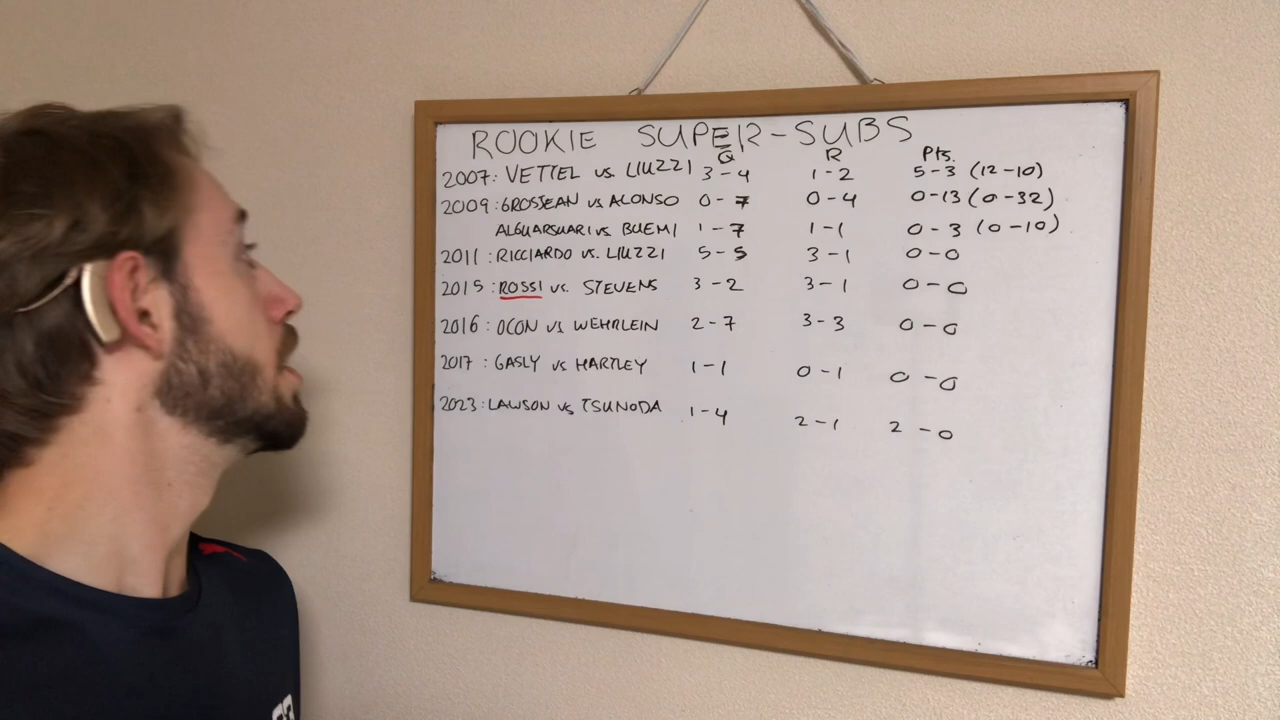 ROOKIE SUPER-SUBS
Q R Pts.
2007: VETTEL vs. LIUZZI 3-4 1-2 5-3 (12-10)
2009: GROSJEAN vs ALONSO 0-7 0-4 0-13 (0-32)
ALGUARSUARI vs BUEMI 1-7 1-1 0-3 (0-10)
2011: RICCIARDO vs. LIUZZI 5-5 3-1 0-0
2015: ROSSI vs. STEVENS 3-2 3-1 0-0
2016: OCON vs WEHRLEIN 2-7 3-3 0-0
2017: GASLY vs HARTLEY 1-1 0-1 0-0
2023: LAWSON vs TSUNODA 1-4 2-1 2-0